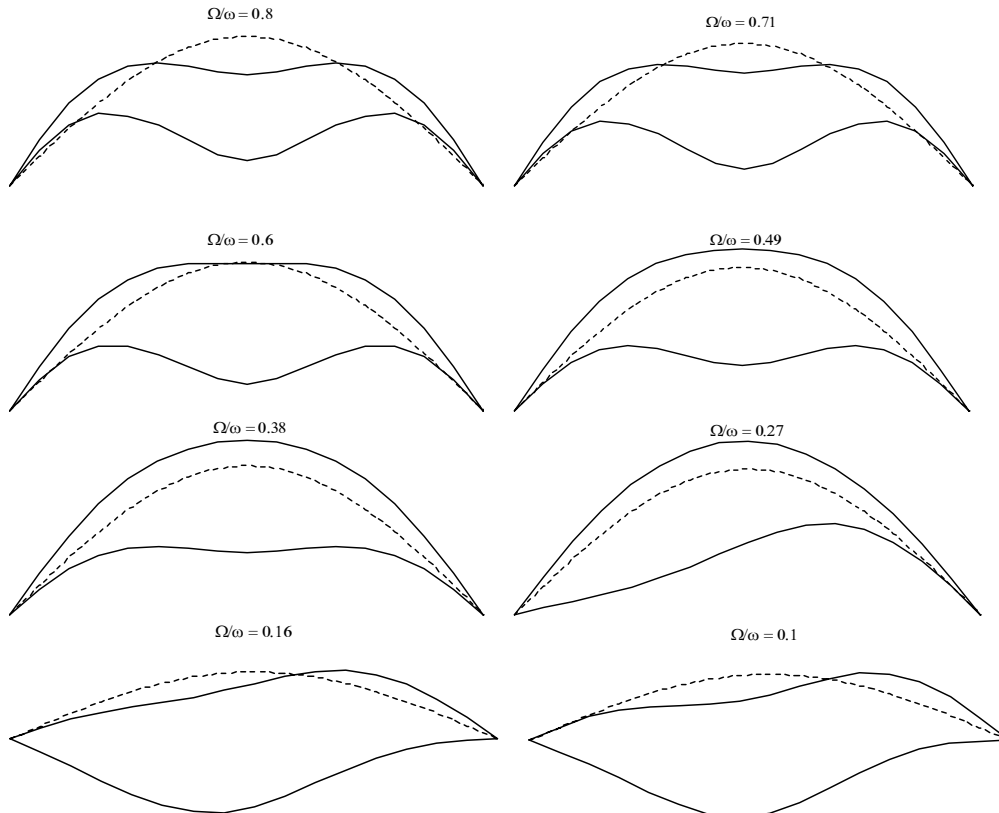 Ω/ω = 0.8
Ω/ω = 0.71
Ω/ω = 0.6
Ω/ω = 0.49
Ω/ω = 0.38
Ω/ω = 0.27
Ω/ω = 0.16
Ω/ω = 0.1